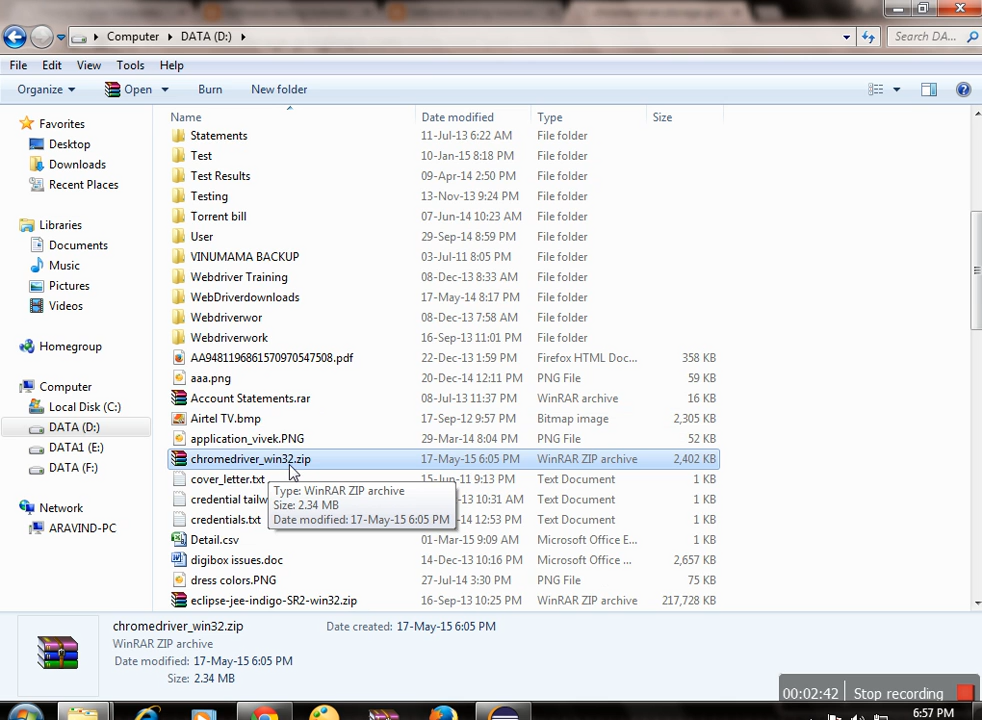 Computer ▸ DATA (D:) ▸
Search DA...
File Edit View Tools Help
Organize Open Burn New folder
Name Date modified Type Size
Favorites
Desktop
Downloads
Recent Places
Libraries
Documents
Music
Pictures
Videos
Homegroup
Computer
Local Disk (C:)
DATA (D:)
DATA1 (E:)
DATA (F:)
Network
ARAVIND-PC
Statements 11-Jul-13 6:22 AM File folder
Test 10-Jan-15 8:18 PM File folder
Test Results 09-Apr-14 2:50 PM File folder
Testing 13-Nov-13 9:24 PM File folder
Torrent bill 07-Jun-14 10:23 AM File folder
User 29-Sep-14 8:59 PM File folder
VINUMAMA BACKUP 03-Jul-11 8:05 PM File folder
Webdriver Training 08-Dec-13 8:33 AM File folder
WebDriverdownloads 17-May-14 8:17 PM File folder
Webdriverwor 08-Dec-13 7:58 AM File folder
Webdriverwork 16-Sep-13 11:01 PM File folder
AA9481196861570970547508.pdf 22-Dec-13 1:59 PM Firefox HTML Doc... 358 KB
aaa.png 20-Dec-14 12:11 PM PNG File 59 KB
Account Statements.rar 08-Jul-13 11:37 PM WinRAR archive 16 KB
Airtel TV.bmp 17-Sep-12 9:57 PM Bitmap image 2,305 KB
application_vivek.PNG 29-Mar-14 8:04 PM PNG File 52 KB
chromedriver_win32.zip 17-May-15 6:05 PM WinRAR ZIP archive 2,402 KB
cover_letter.txt 15-Jun-11 9:13 PM Text Document 1 KB
credential tailw -13 10:31 AM Text Document 1 KB
credentials.txt -14 12:53 PM Text Document 1 KB
Detail.csv 01-Mar-15 9:09 AM Microsoft Office E... 1 KB
digibox issues.doc 14-Dec-13 10:16 PM Microsoft Office ... 2,657 KB
dress colors.PNG 27-Jul-14 3:30 PM PNG File 75 KB
eclipse-jee-indigo-SR2-win32.zip 16-Sep-13 10:25 PM WinRAR ZIP archive 217,728 KB
Type: WinRAR ZIP archive
Size: 2.34 MB
Date modified: 17-May-15 6:05 PM
chromedriver_win32.zip Date created: 17-May-15 6:05 PM
WinRAR ZIP archive
Date modified: 17-May-15 6:05 PM
Size: 2.34 MB
00:02:42 Stop recording
6:57 PM